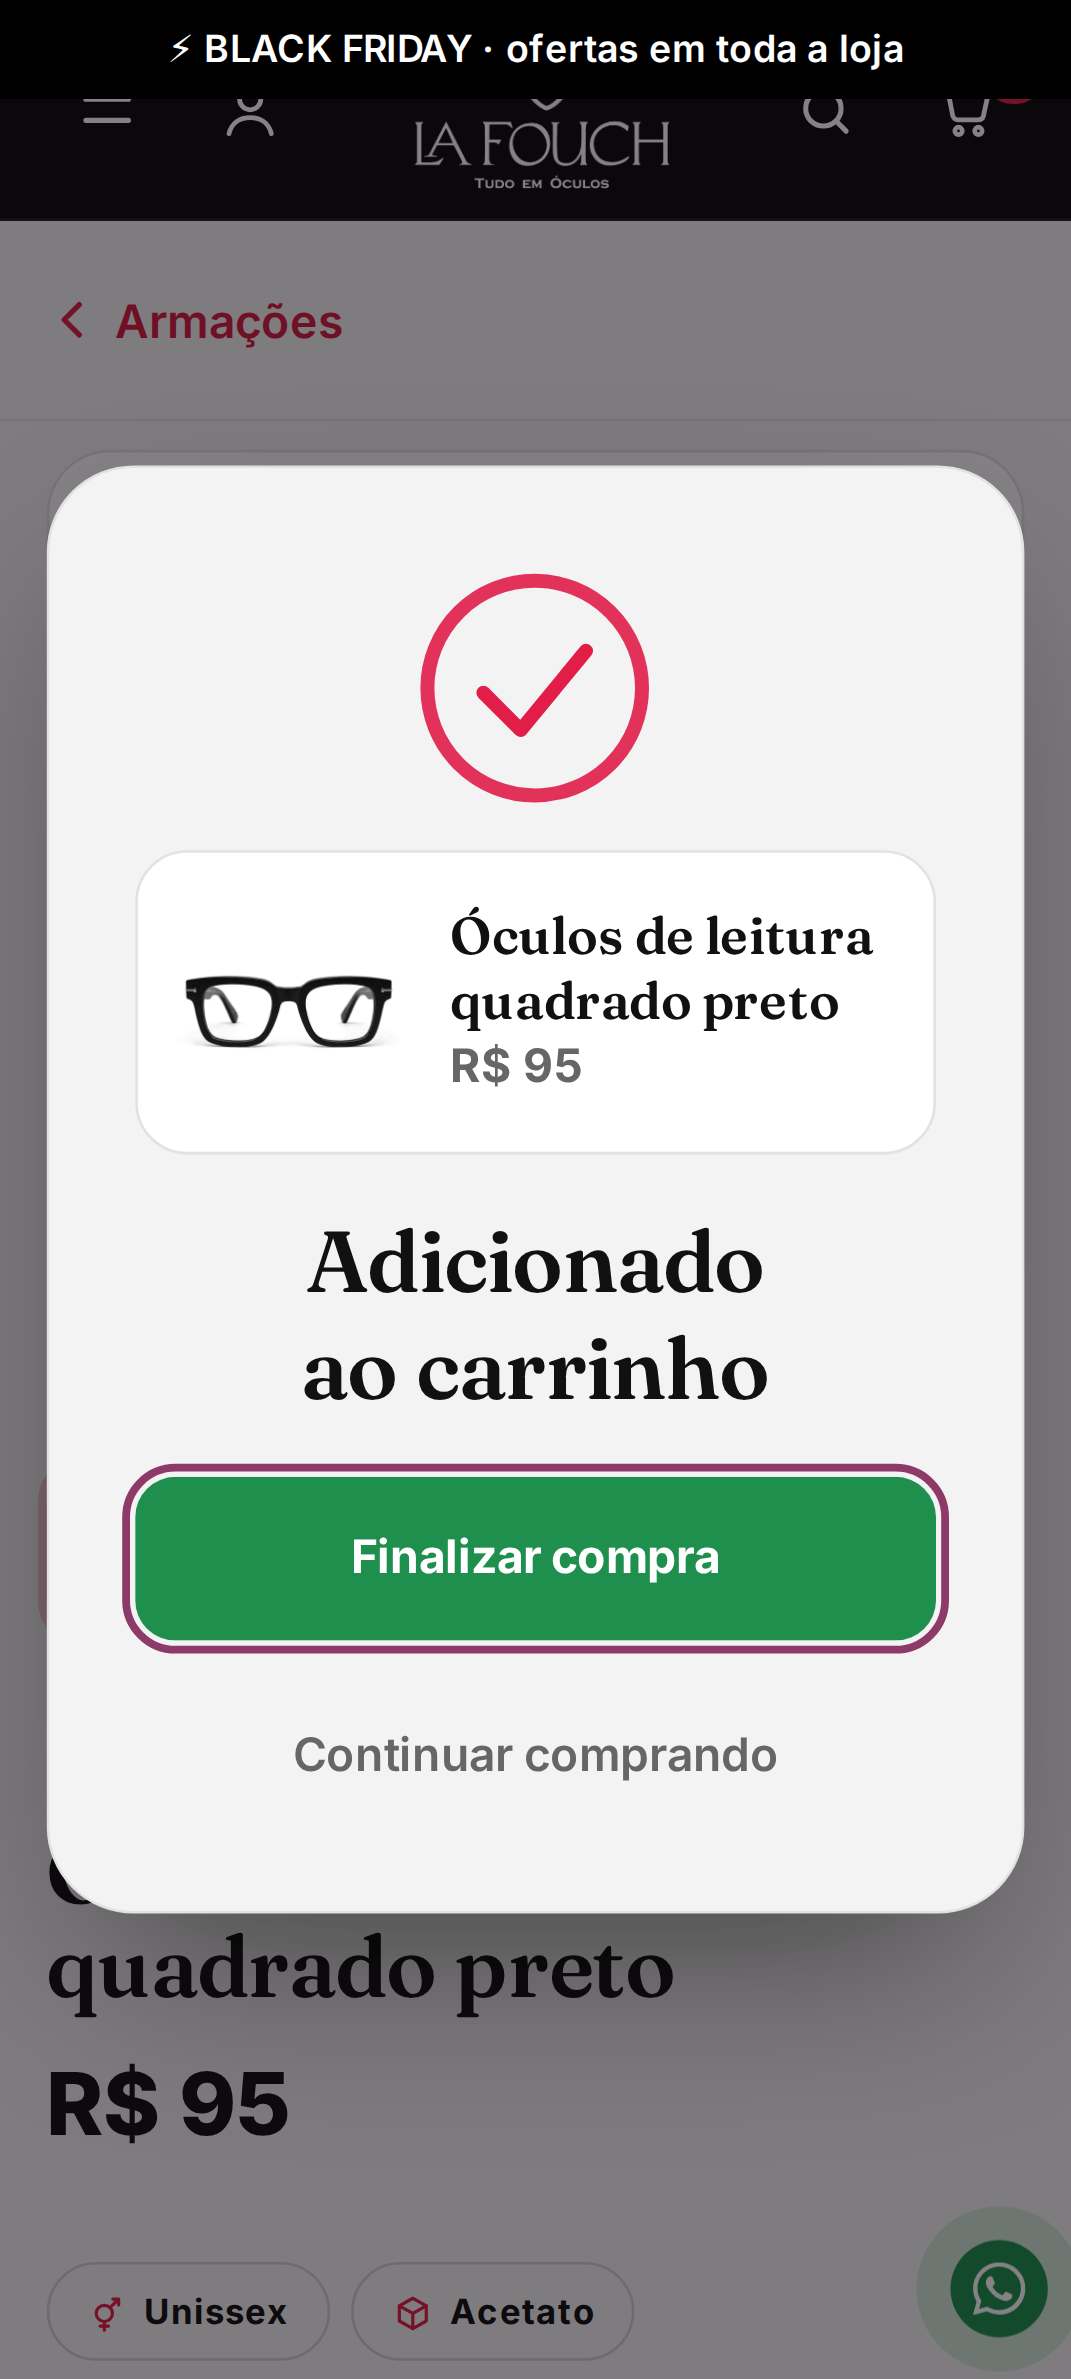 ⚡ BLACK FRIDAY · ofertas em toda a loja
LA FOUCH
TUDO EM ÓCULOS
Armações
Óculos de leitura
quadrado preto
R$ 95
Adicionado
ao carrinho
Finalizar compra
Continuar comprando
quadrado preto
R$ 95
Unissex
Acetato